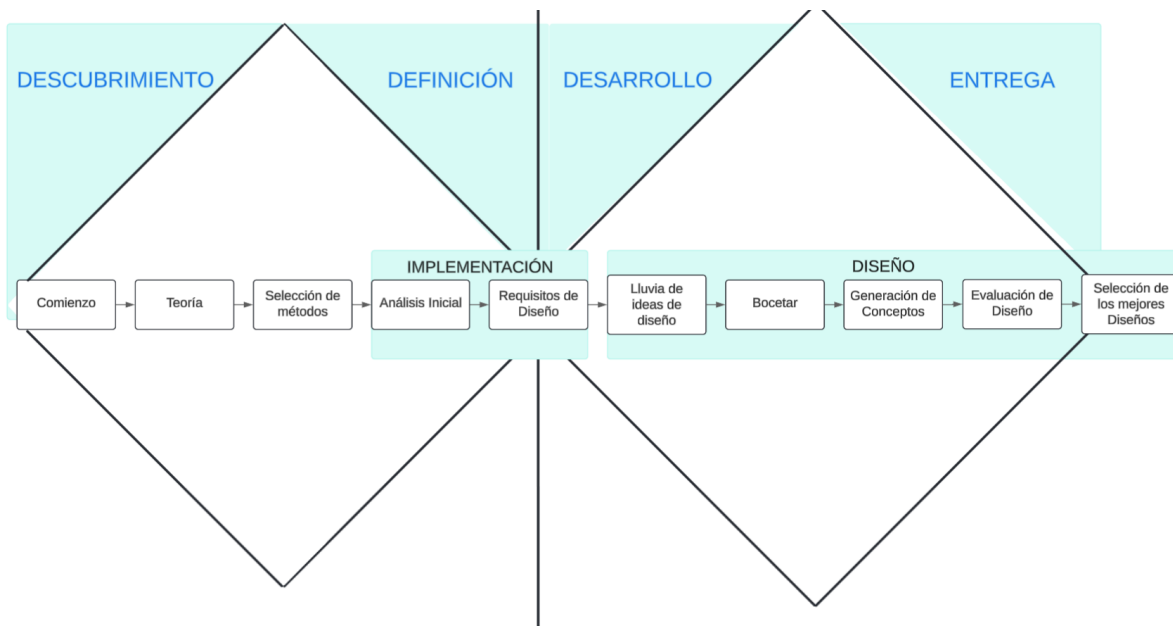 DESCUBRIMIENTO
DEFINICIÓN
DESARROLLO
ENTREGA
IMPLEMENTACIÓN
DISEÑO
Comienzo
Teoría
Selección de
métodos
Análisis Inicial
Requisitos de
Diseño
Lluvia de
ideas de
diseño
Bocetar
Generación de
Conceptos
Evaluación de
Diseño
Selección de
los mejores
Diseños